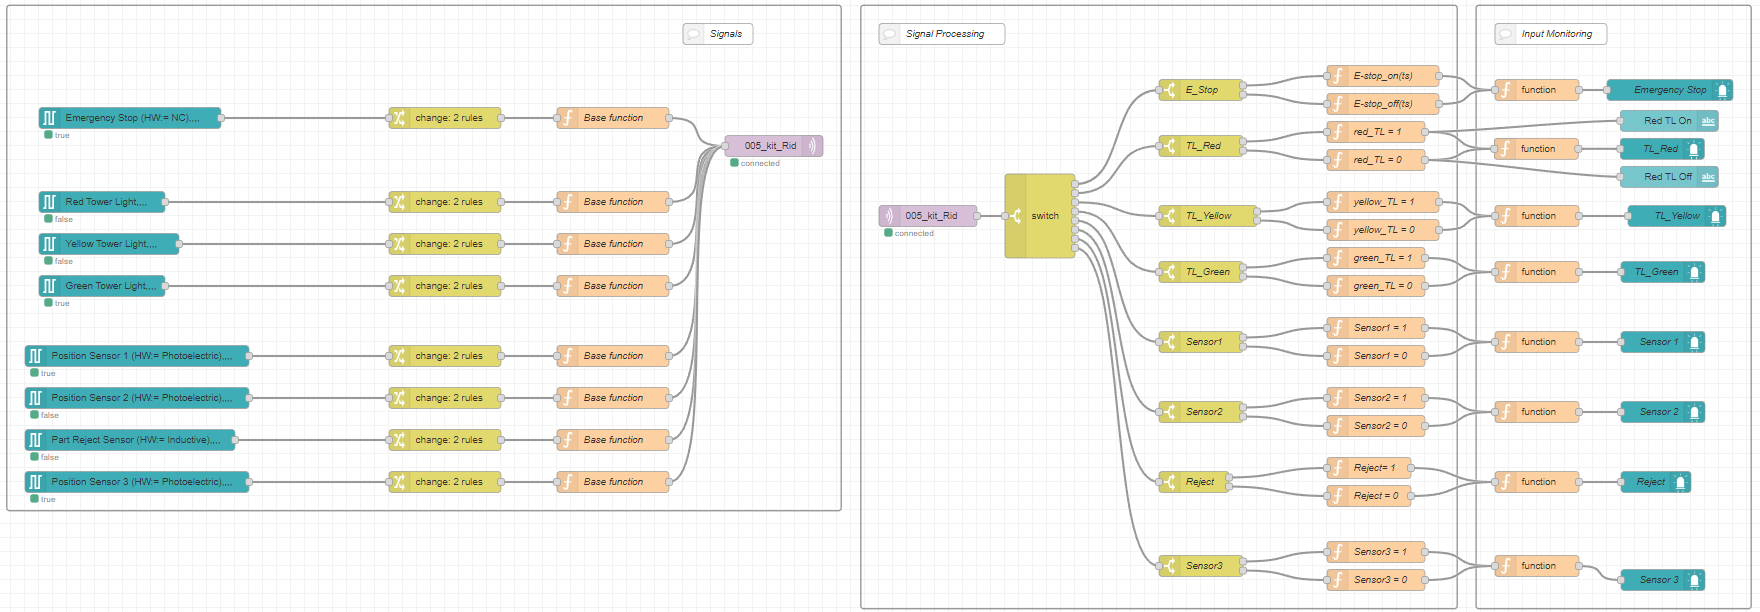 Signals
Emergency Stop (HW:= NC),...
true
change: 2 rules
Base function
005_kit_Rid
connected
Red Tower Light,...
false
change: 2 rules
Base function
Yellow Tower Light,...
false
change: 2 rules
Base function
Green Tower Light,...
true
change: 2 rules
Base function
Position Sensor 1 (HW:= Photoelectric),...
true
change: 2 rules
Base function
Position Sensor 2 (HW:= Photoelectric),...
false
change: 2 rules
Base function
Part Reject Sensor (HW:= Inductive),...
false
change: 2 rules
Base function
Position Sensor 3 (HW:= Photoelectric),...
true
change: 2 rules
Base function
Signal Processing
005_kit_Rid
connected
switch
E_Stop
E-stop_on(ts)
E-stop_off(ts)
TL_Red
red_TL = 1
red_TL = 0
TL_Yellow
yellow_TL = 1
yellow_TL = 0
TL_Green
green_TL = 1
green_TL = 0
Sensor1
Sensor1 = 1
Sensor1 = 0
Sensor2
Sensor2 = 1
Sensor2 = 0
Reject
Reject= 1
Reject = 0
Sensor3
Sensor3 = 1
Sensor3 = 0
Input Monitoring
function
Emergency Stop
Red TL On
abc
function
TL_Red
Red TL Off
abc
function
TL_Yellow
function
TL_Green
function
Sensor 1
function
Sensor 2
function
Reject
function
Sensor 3